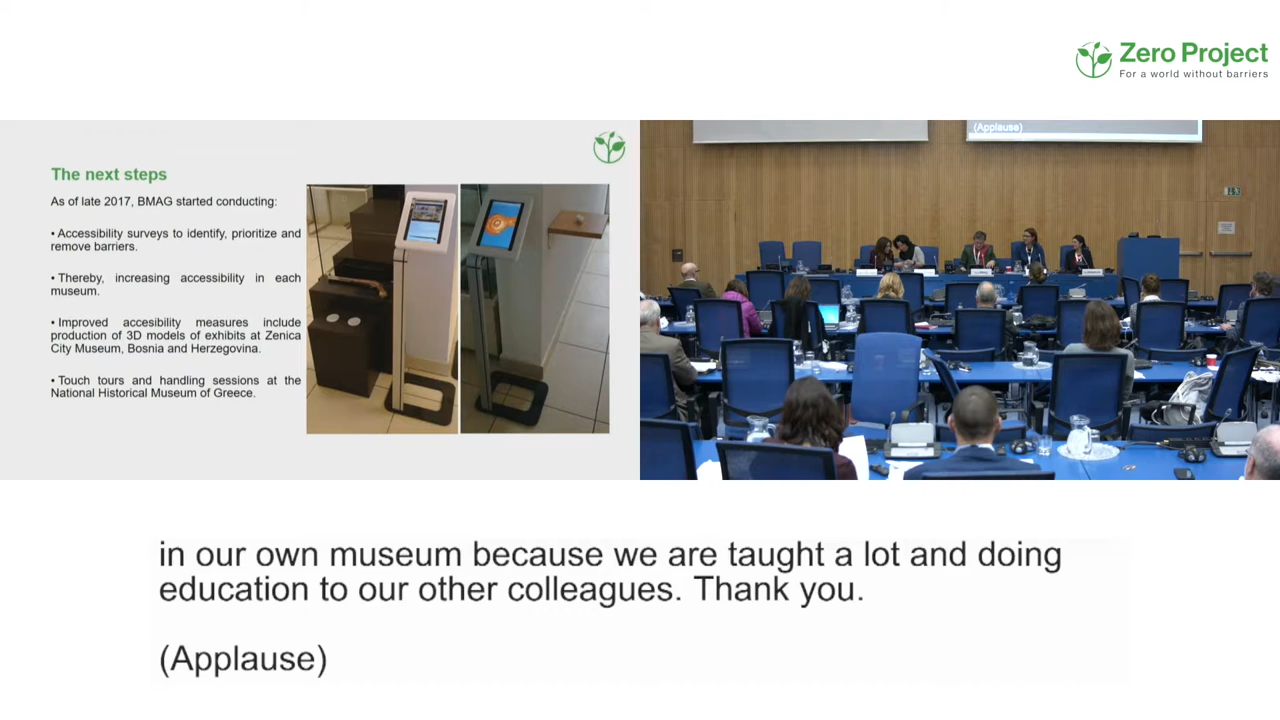 Zero Project
For a world without barriers
The next steps
As of late 2017, BMAG started conducting:
• Accessibility surveys to identify, prioritize and
remove barriers.
• Thereby, increasing accessibility in each
museum.
• Improved accesibility measures include
production of 3D models of exhibits at Zenica
City Museum, Bosnia and Herzegovina.
• Touch tours and handling sessions at the
National Historical Museum of Greece.
(Applause)
in our own museum because we are taught a lot and doing
education to our other colleagues. Thank you.
(Applause)